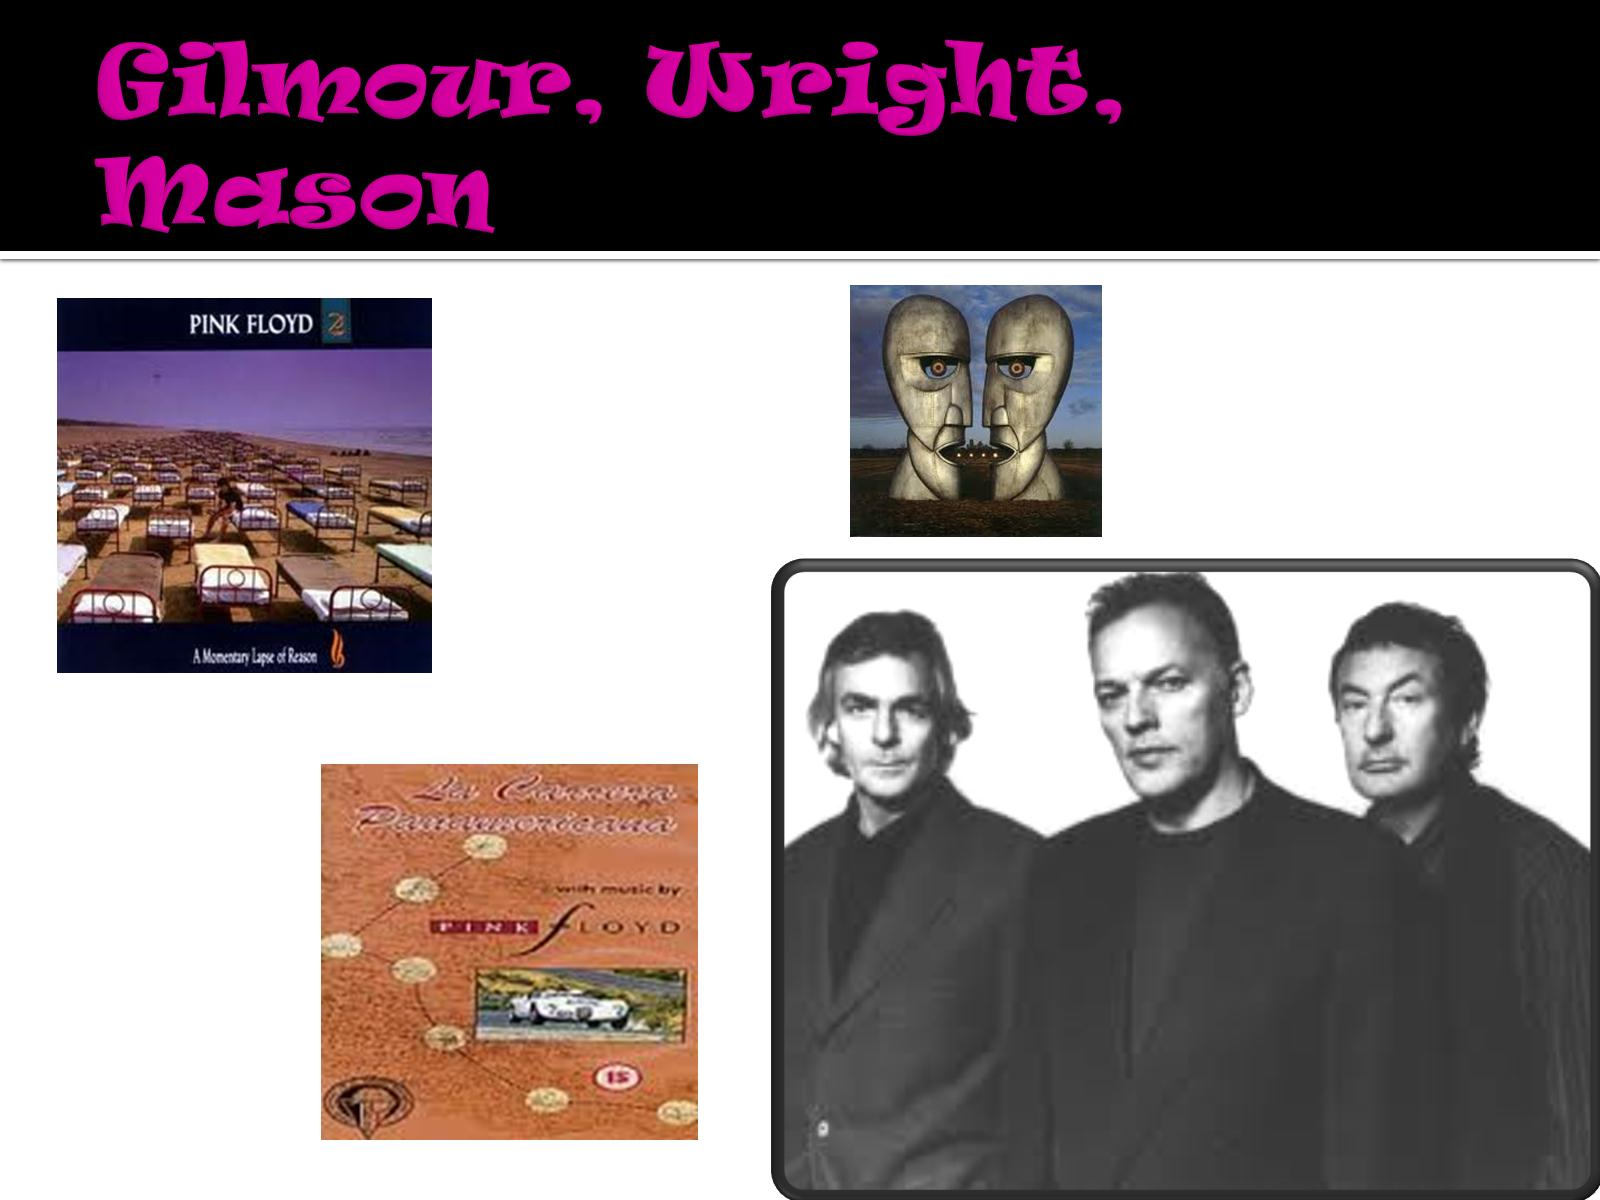 Gilmour, Wright,
Mason
PINK FLOYD
A Momentary Lapse of Reason
La Carrera
Panamericana
with music by
PINK FLOYD
15